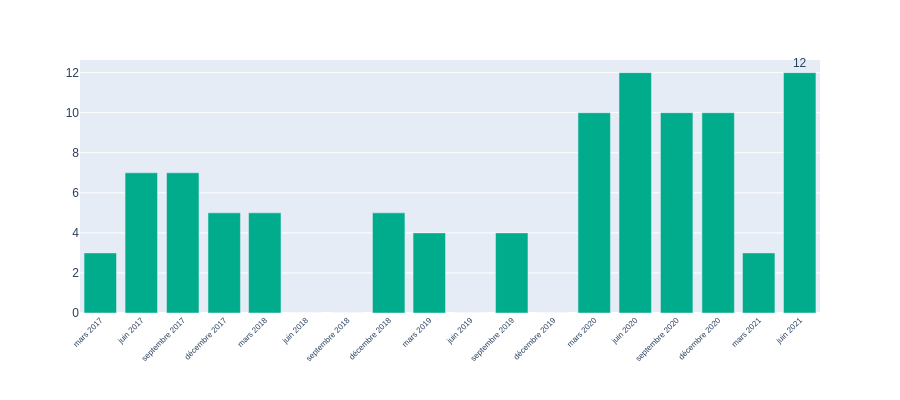 12
12
10
8
6
4
2
0
mars 2017
juin 2017
septembre 2017
décembre 2017
mars 2018
juin 2018
septembre 2018
décembre 2018
mars 2019
juin 2019
septembre 2019
décembre 2019
mars 2020
juin 2020
septembre 2020
décembre 2020
mars 2021
juin 2021